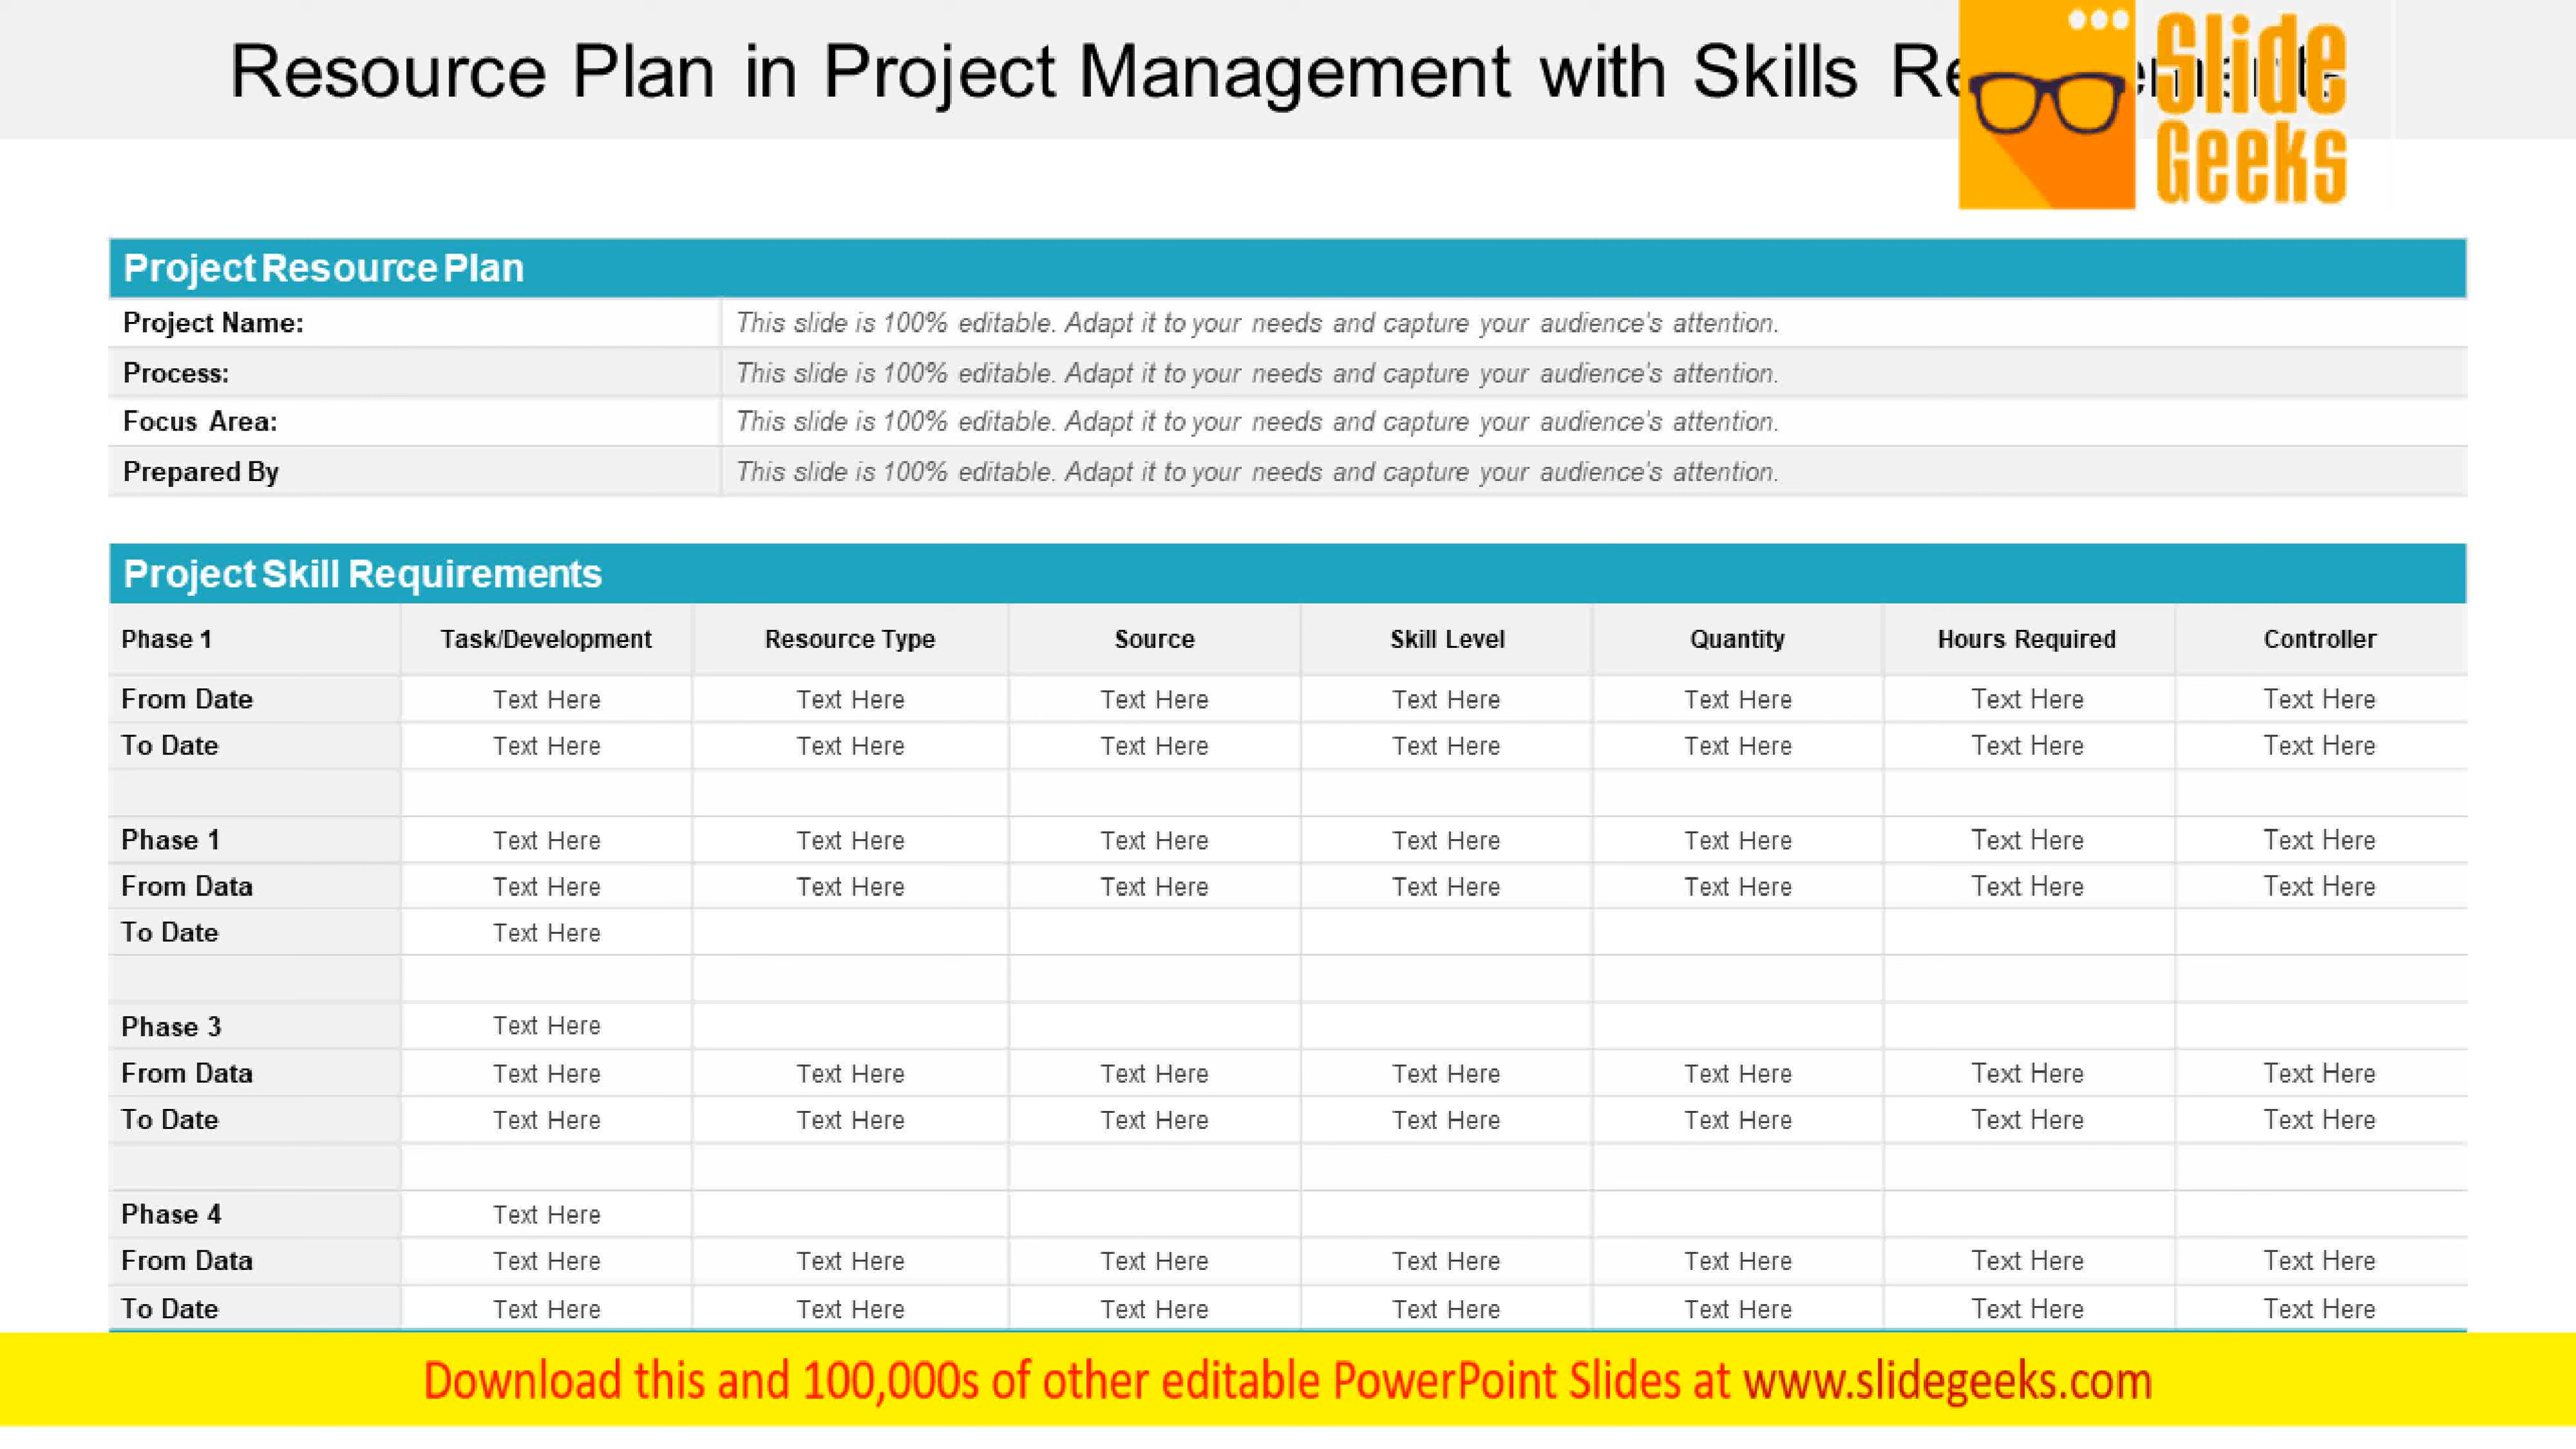 Resource Plan in Project Management with Skills
Slide
Geeks
Project Resource Plan
Project Name: This slide is 100% editable. Adapt it to your needs and capture your audience's attention.
Process: This slide is 100% editable. Adapt it to your needs and capture your audience's attention.
Focus Area: This slide is 100% editable. Adapt it to your needs and capture your audience's attention.
Prepared By This slide is 100% editable. Adapt it to your needs and capture your audience's attention.
Project Skill Requirements
Phase 1 Task/Development Resource Type Source Skill Level Quantity Hours Required Controller
From Date Text Here Text Here Text Here Text Here Text Here Text Here Text Here
To Date Text Here Text Here Text Here Text Here Text Here Text Here Text Here
Phase 1 Text Here Text Here Text Here Text Here Text Here Text Here Text Here
From Data Text Here Text Here Text Here Text Here Text Here Text Here Text Here
To Date Text Here
Phase 3 Text Here
From Data Text Here Text Here Text Here Text Here Text Here Text Here Text Here
To Date Text Here Text Here Text Here Text Here Text Here Text Here Text Here
Phase 4 Text Here
From Data Text Here Text Here Text Here Text Here Text Here Text Here Text Here
To Date Text Here Text Here Text Here Text Here Text Here Text Here Text Here
Download this and 100,000s of other editable PowerPoint Slides at www.slidegeeks.com